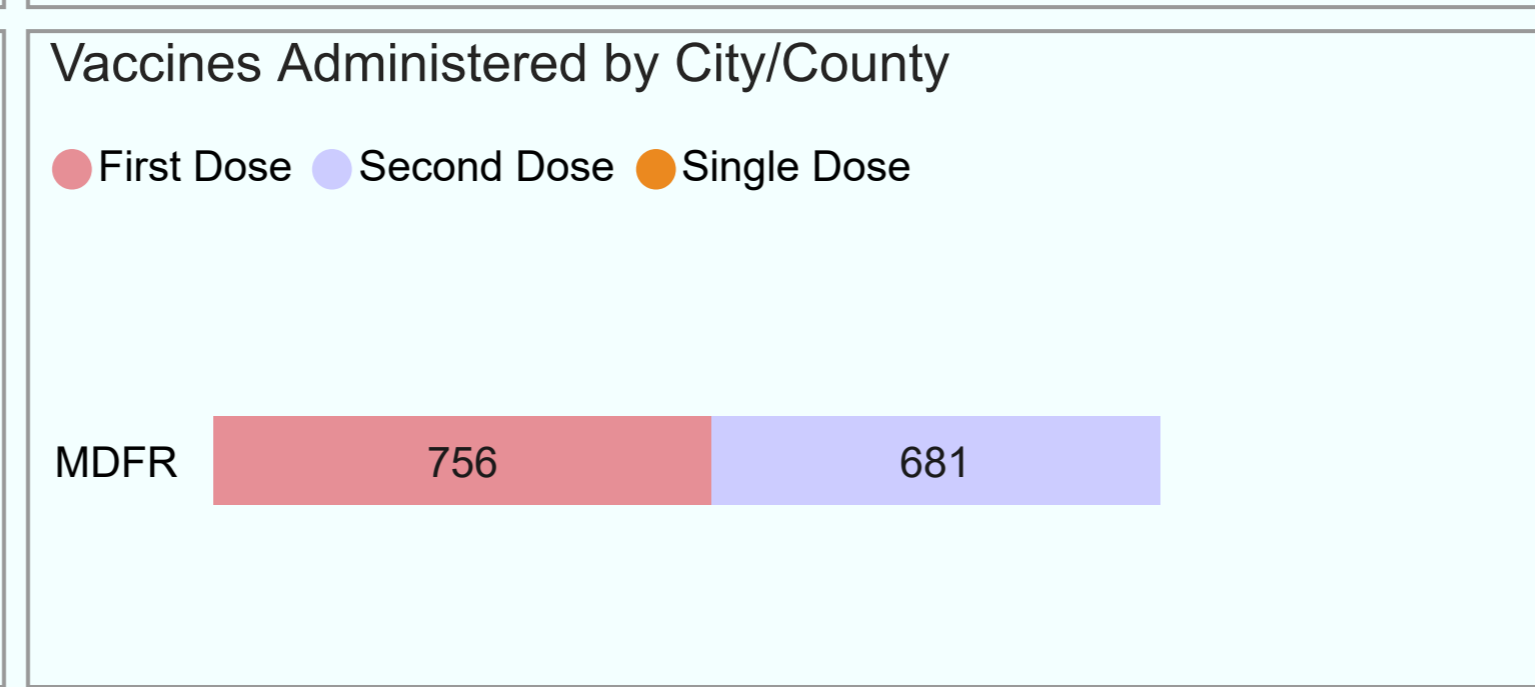 Vaccines Administered by City/County
First Dose Second Dose Single Dose
MDFR 756 681